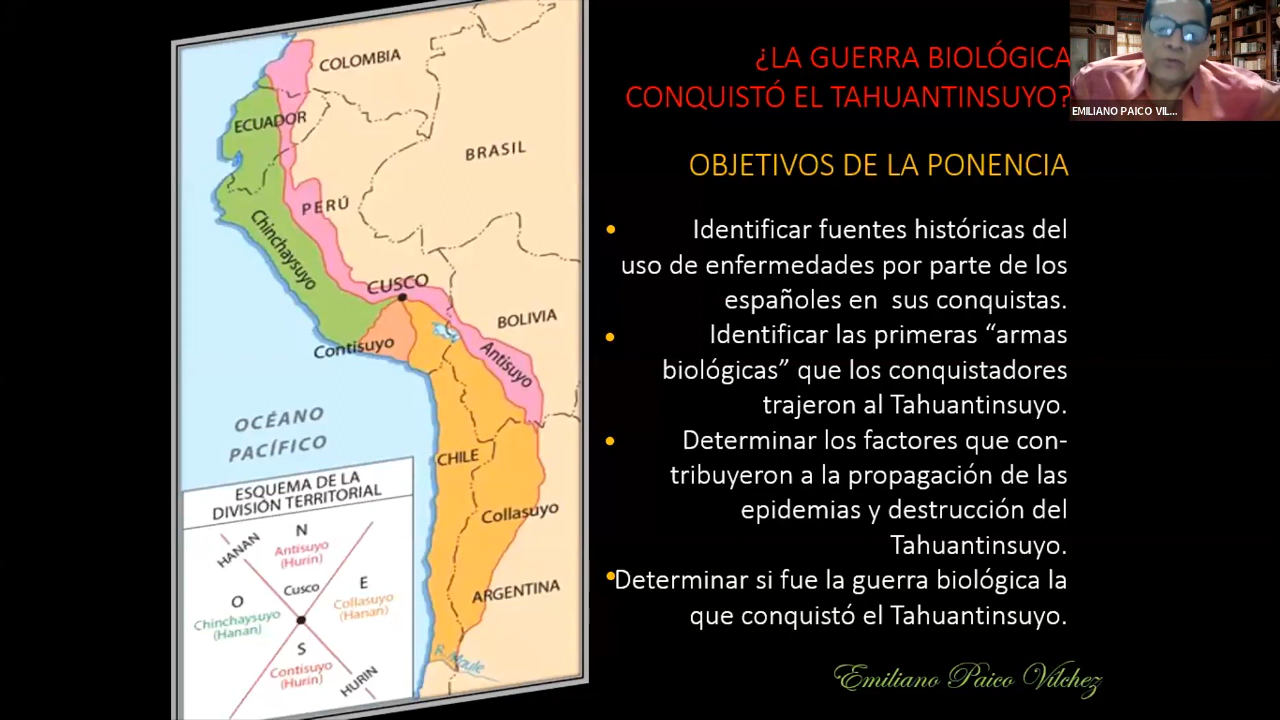 COLOMBIA
ECUADOR
BRASIL
PERÚ
Chinchaysuyo
CUSCO
BOLIVIA
Contisuyo
Antisuyo
OCÉANO
PACÍFICO
CHILE
Collasuyo
ARGENTINA
R. Maule
ESQUEMA DE LA
DIVISIÓN TERRITORIAL
HANAN
N
Antisuyo
(Hurin)
Cusco
O
Chinchaysuyo
(Hanan)
E
Collasuyo
(Hanan)
S
Contisuyo
(Hurin)
HURIN
¿LA GUERRA BIOLÓGICA
CONQUISTÓ EL TAHUANTINSUYO?
EMILIANO PAICO VIL...
OBJETIVOS DE LA PONENCIA
• Identificar fuentes históricas del
uso de enfermedades por parte de los
españoles en sus conquistas.
• Identificar las primeras “armas
biológicas” que los conquistadores
trajeron al Tahuantinsuyo.
• Determinar los factores que con-
tribuyeron a la propagación de las
epidemias y destrucción del
Tahuantinsuyo.
• Determinar si fue la guerra biológica la
que conquistó el Tahuantinsuyo.
Emiliano Paico Vílchez